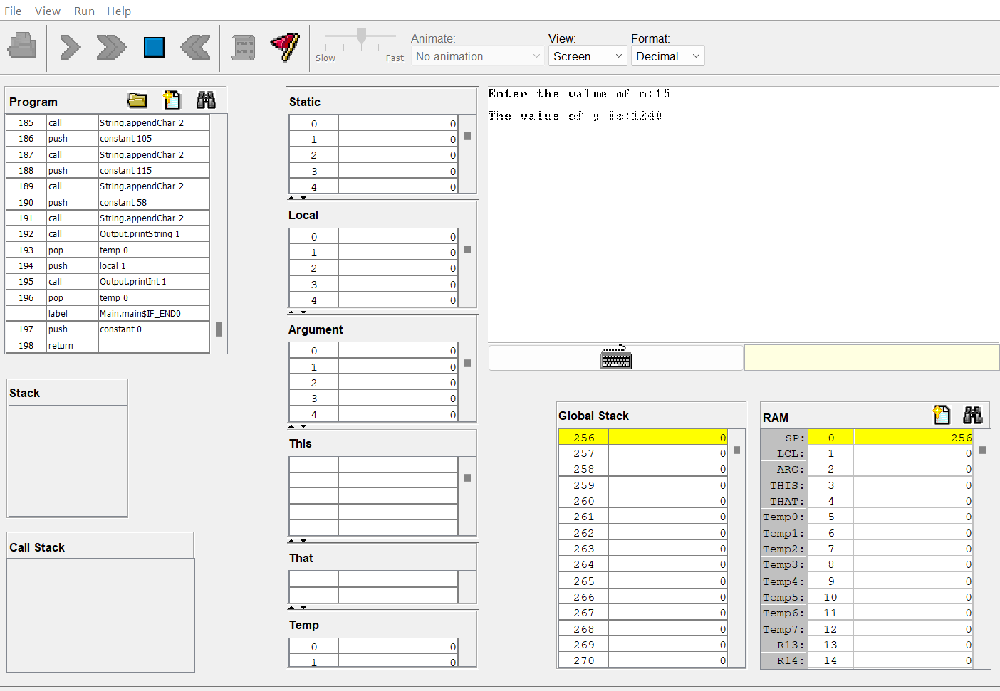 File View Run Help
Slow Fast
Animate:
No animation
View:
Screen
Format:
Decimal
Program
185 call String.appendChar 2
186 push constant 105
187 call String.appendChar 2
188 push constant 115
189 call String.appendChar 2
190 push constant 58
191 call String.appendChar 2
192 call Output.printString 1
193 pop temp 0
194 push local 1
195 call Output.printInt 1
196 pop temp 0
label Main.main$IF_END0
197 push constant 0
198 return
Stack
Call Stack
Static
0 0
1 0
2 0
3 0
4 0
Local
0 0
1 0
2 0
3 0
4 0
Argument
0 0
1 0
2 0
3 0
4 0
This
That
Temp
0 0
1 0
Enter the value of n:15
The value of y is:1240
Global Stack
256 0
257 0
258 0
259 0
260 0
261 0
262 0
263 0
264 0
265 0
266 0
267 0
268 0
269 0
270 0
RAM
SP: 0 256
LCL: 1 0
ARG: 2 0
THIS: 3 0
THAT: 4 0
Temp0: 5 0
Temp1: 6 0
Temp2: 7 0
Temp3: 8 0
Temp4: 9 0
Temp5: 10 0
Temp6: 11 0
Temp7: 12 0
R13: 13 0
R14: 14 0